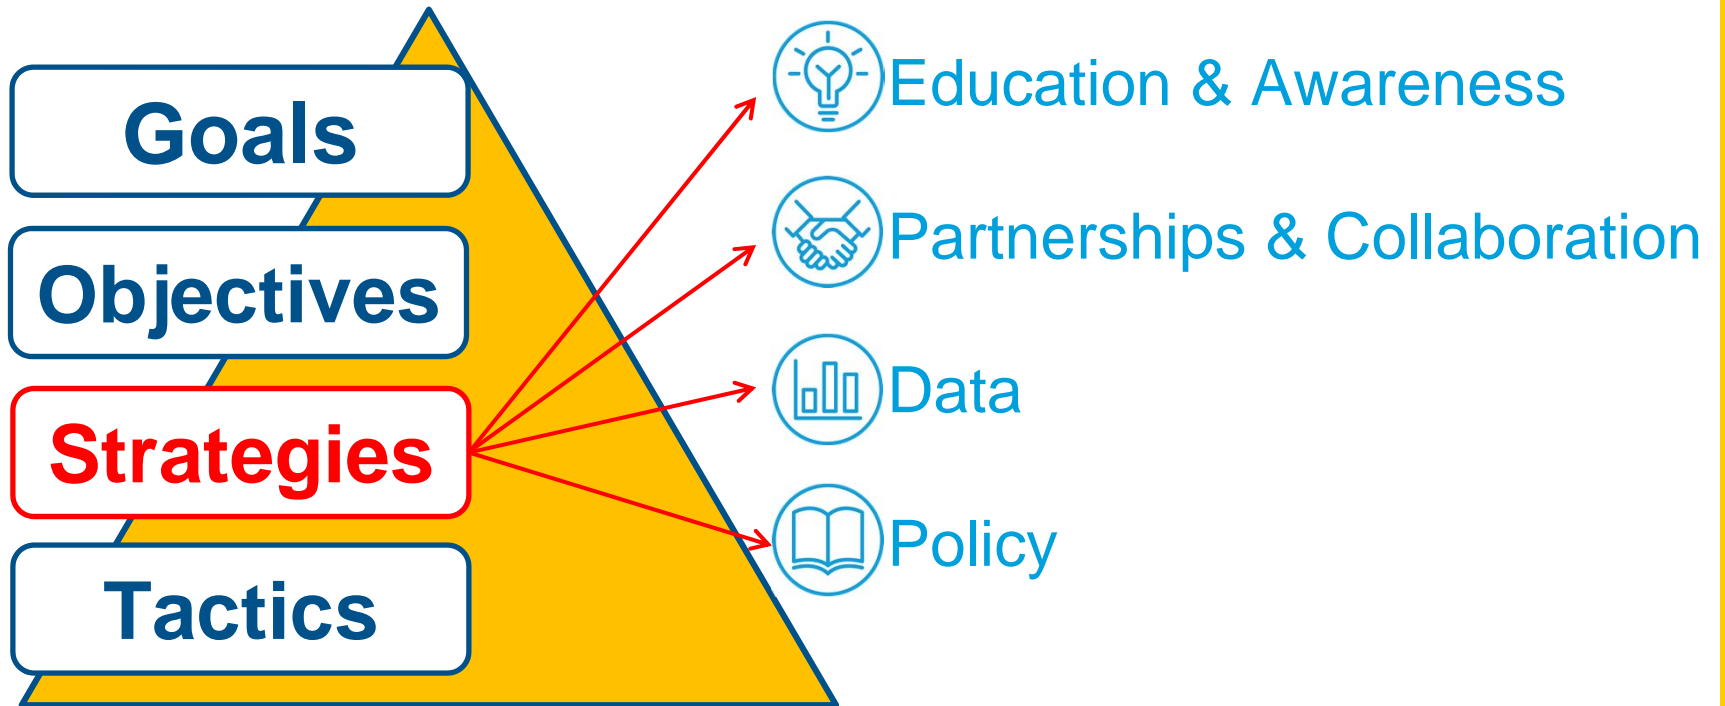 Goals
Objectives
Strategies
Tactics
Education & Awareness
Partnerships & Collaboration
Data
Policy